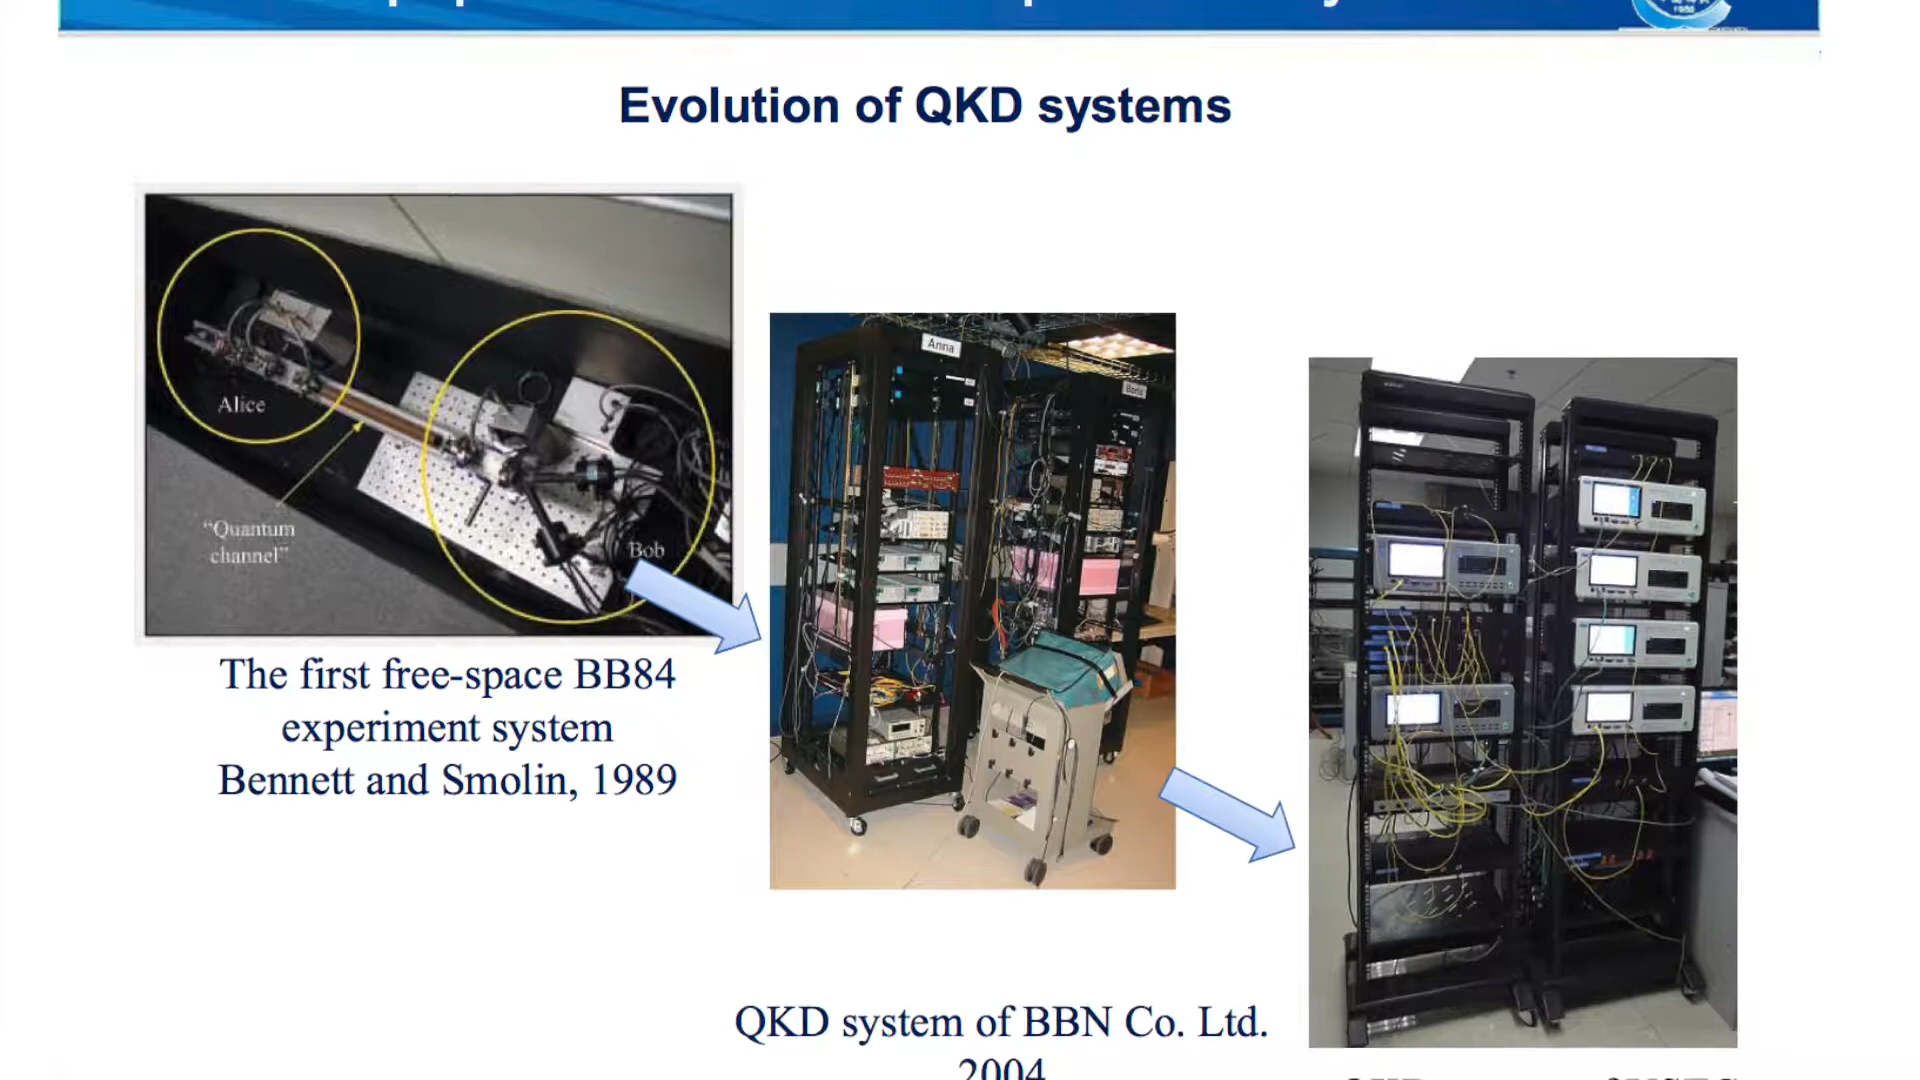 Evolution of QKD systems
Alice
“Quantum
channel”
Bob
The first free-space BB84
experiment system
Bennett and Smolin, 1989
Anna
Boris
QKD system of BBN Co. Ltd.
2004